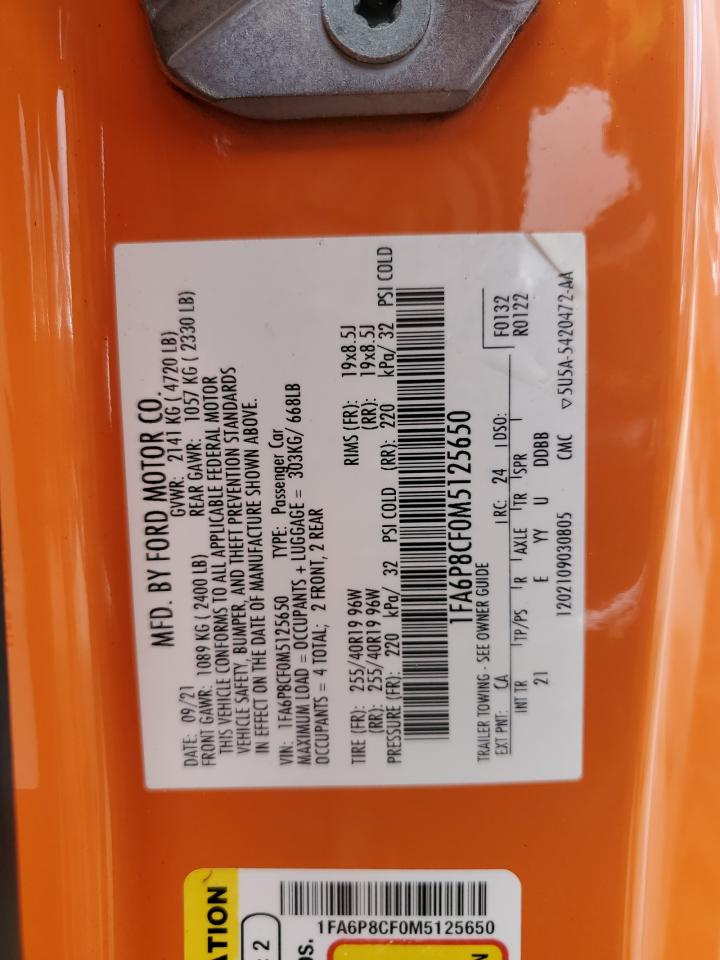 MFD. BY FORD MOTOR CO.
DATE: 09/21 GVWR: 2141 KG ( 4720 LB)
FRONT GAWR: 1089 KG ( 2400 LB) REAR GAWR: 1057 KG ( 2330 LB)
THIS VEHICLE CONFORMS TO ALL APPLICABLE FEDERAL MOTOR
VEHICLE SAFETY, BUMPER, AND THEFT PREVENTION STANDARDS
IN EFFECT ON THE DATE OF MANUFACTURE SHOWN ABOVE.
VIN: 1FA6P8CF0M5125650 TYPE: Passenger Car
MAXIMUM LOAD = OCCUPANTS + LUGGAGE = 303KG/ 668LB
OCCUPANTS = 4 TOTAL; 2 FRONT, 2 REAR
TIRE (FR): 255/40R19 96W RIMS (FR): 19x8.5J
(RR): 255/40R19 96W (RR): 19x8.5J
PRESSURE (FR): 220 kPa/ 32 PSI COLD (RR): 220 kPa/ 32 PSI COLD
1FA6P8CF0M5125650
TRAILER TOWING - SEE OWNER GUIDE F0132
EXT PNT: CA RC: 24 DSO: R0122
INT TR TP/PS R AXLE TR SPR
21 E YY U DDBB
1202109030805 CMC ▽5U5A-5420472-AA
1FA6P8CF0M5125650